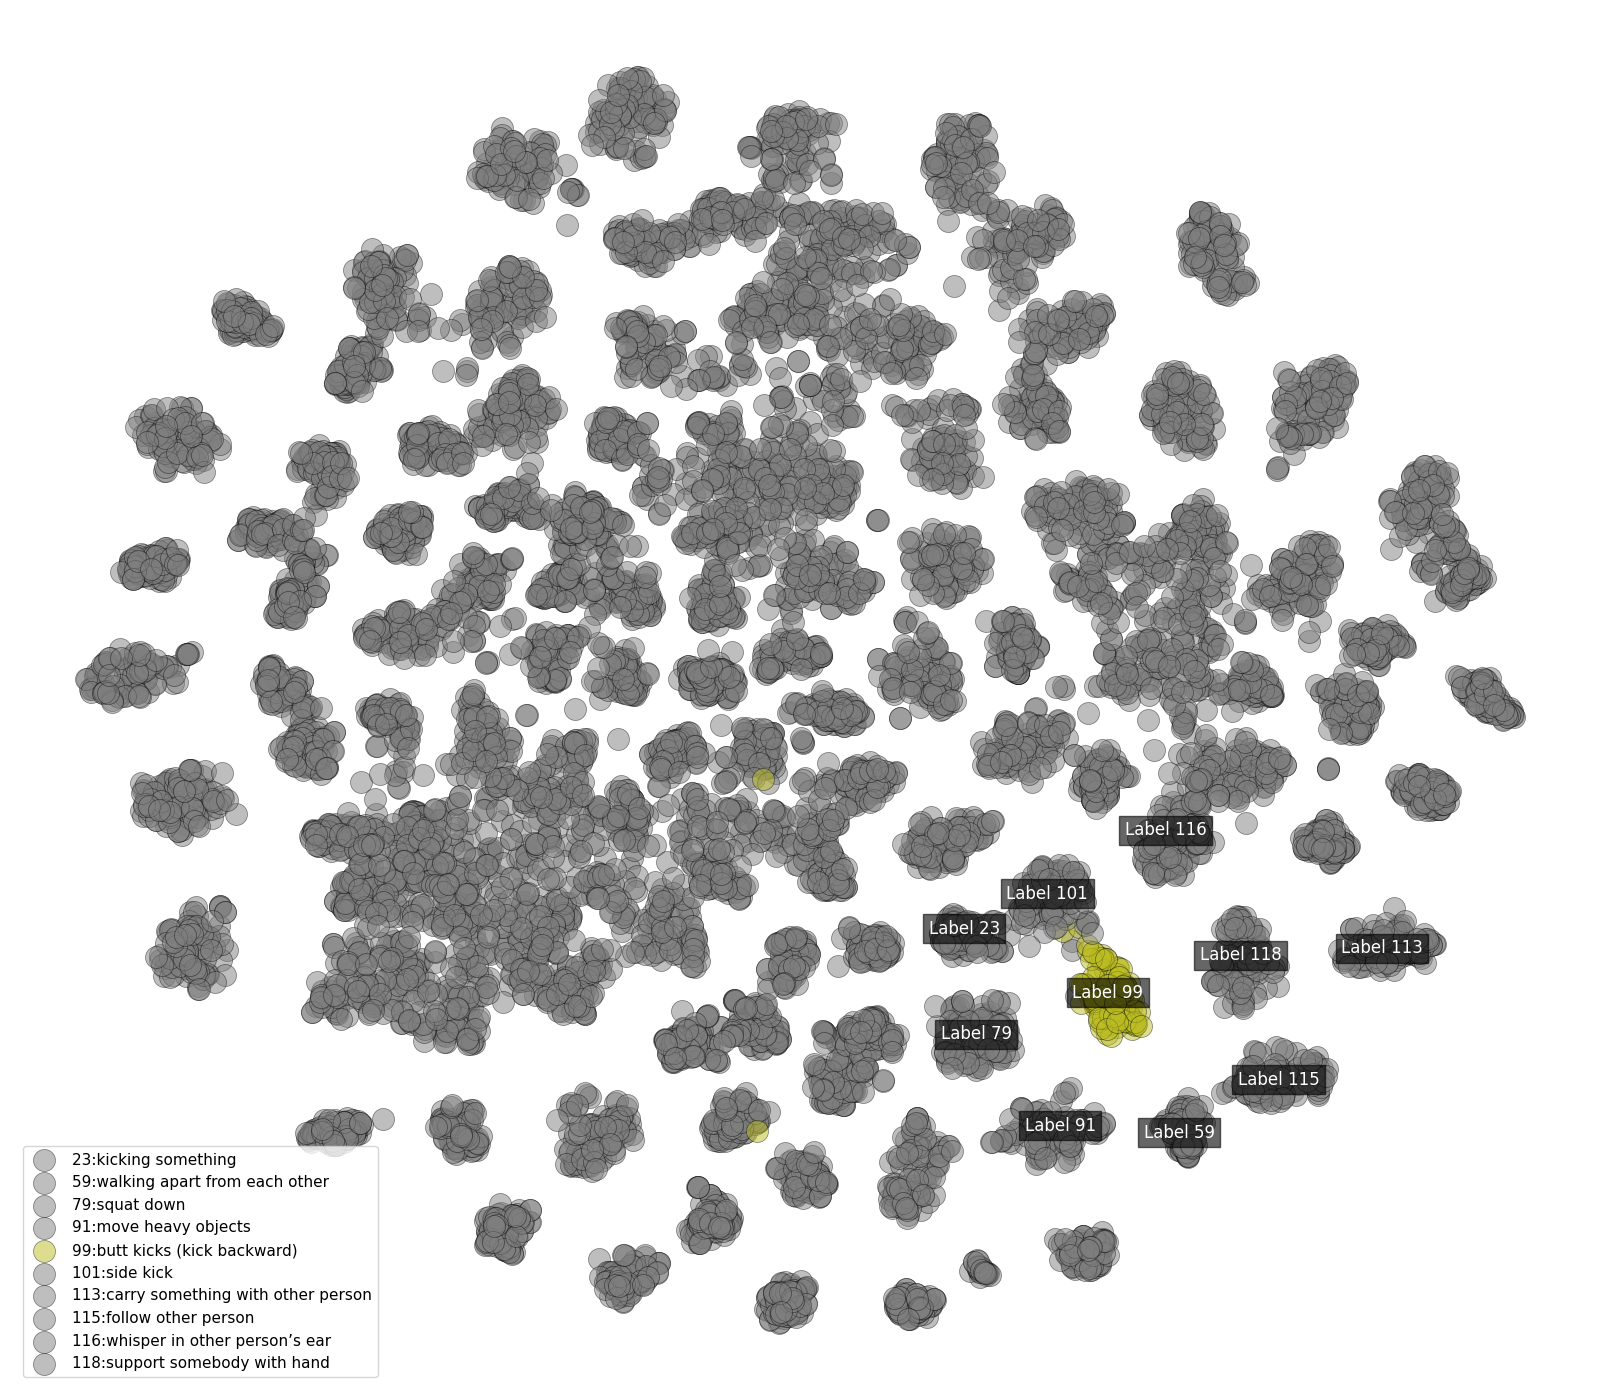 Label 116
Label 101
Label 23
Label 113
Label 118
Label 99
Label 79
Label 115
Label 91
Label 59
23:kicking something
59:walking apart from each other
79:squat down
91:move heavy objects
99:butt kicks (kick backward)
101:side kick
113:carry something with other person
115:follow other person
116:whisper in other person’s ear
118:support somebody with hand